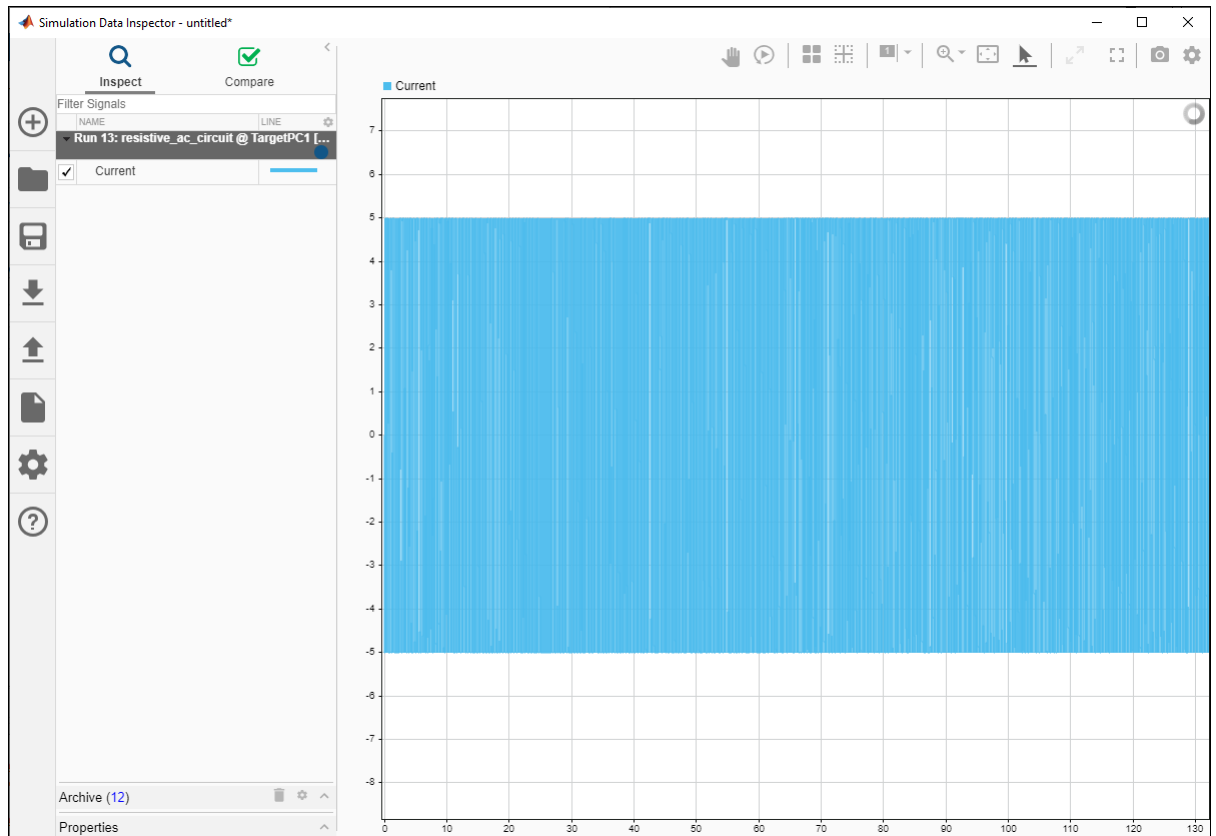 Simulation Data Inspector - untitled*
Inspect
Compare
Filter Signals
NAME
LINE
Run 13: resistive_ac_circuit @ TargetPC1 [...
Current
Archive (12)
Properties
1
Current
7
6
5
4
3
2
1
0
-1
-2
-3
-4
-5
-6
-7
-8
0 10 20 30 40 50 60 70 80 90 100 110 120 130